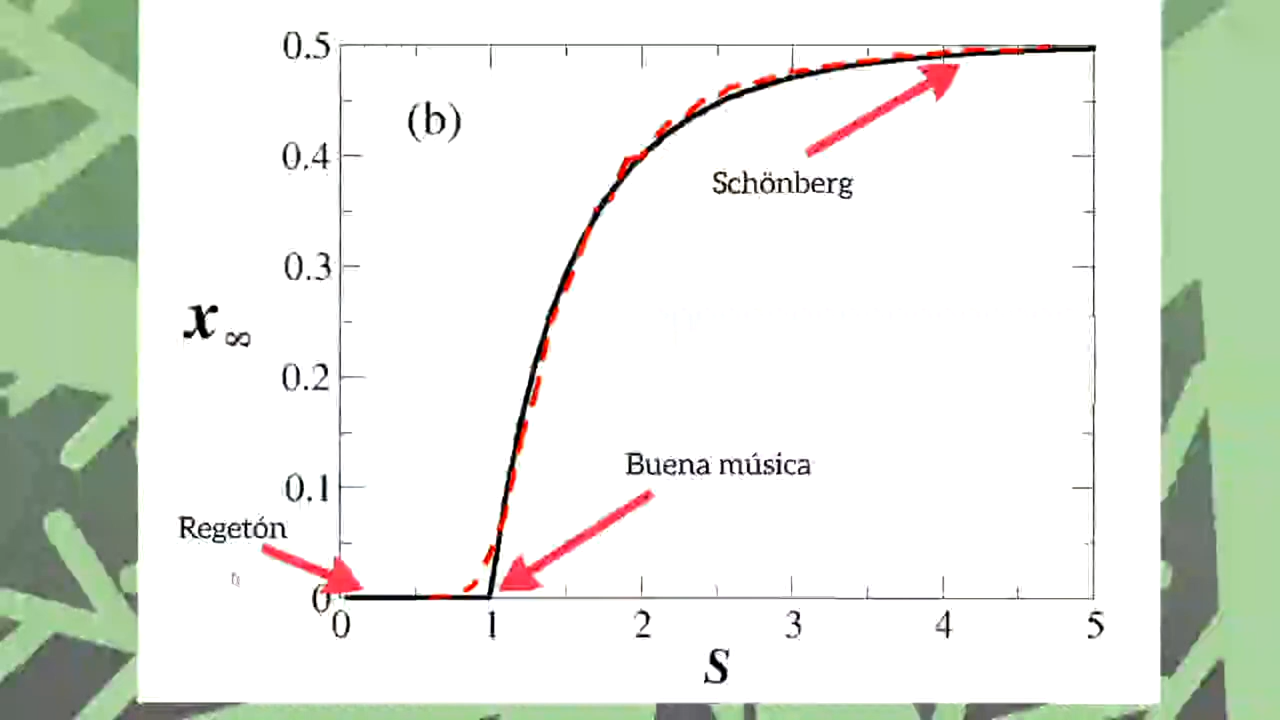 0.5
(b)
0.4
Schönberg
0.3
x∞
0.2
Buena música
0.1
Regetón
0
0 1 2 3 4 5
S